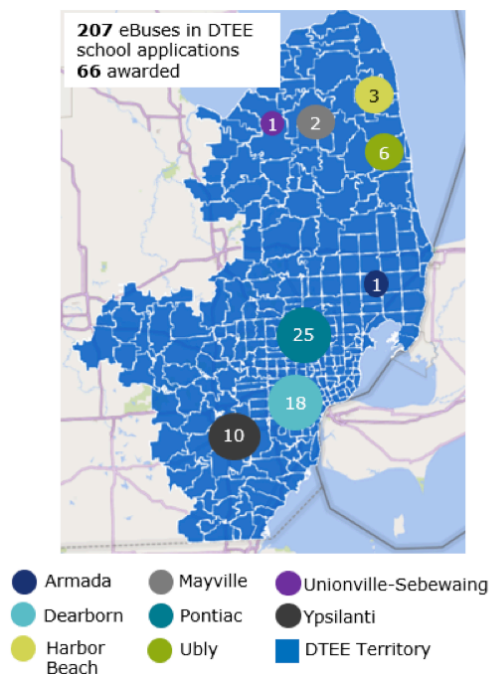 207 eBuses in DTEE
school applications
66 awarded
3
1
2
6
1
25
18
10
Armada
Mayville
Unionville-Sebewaing
Dearborn
Pontiac
Ypsilanti
Harbor
Beach
Ubly
DTEE Territory